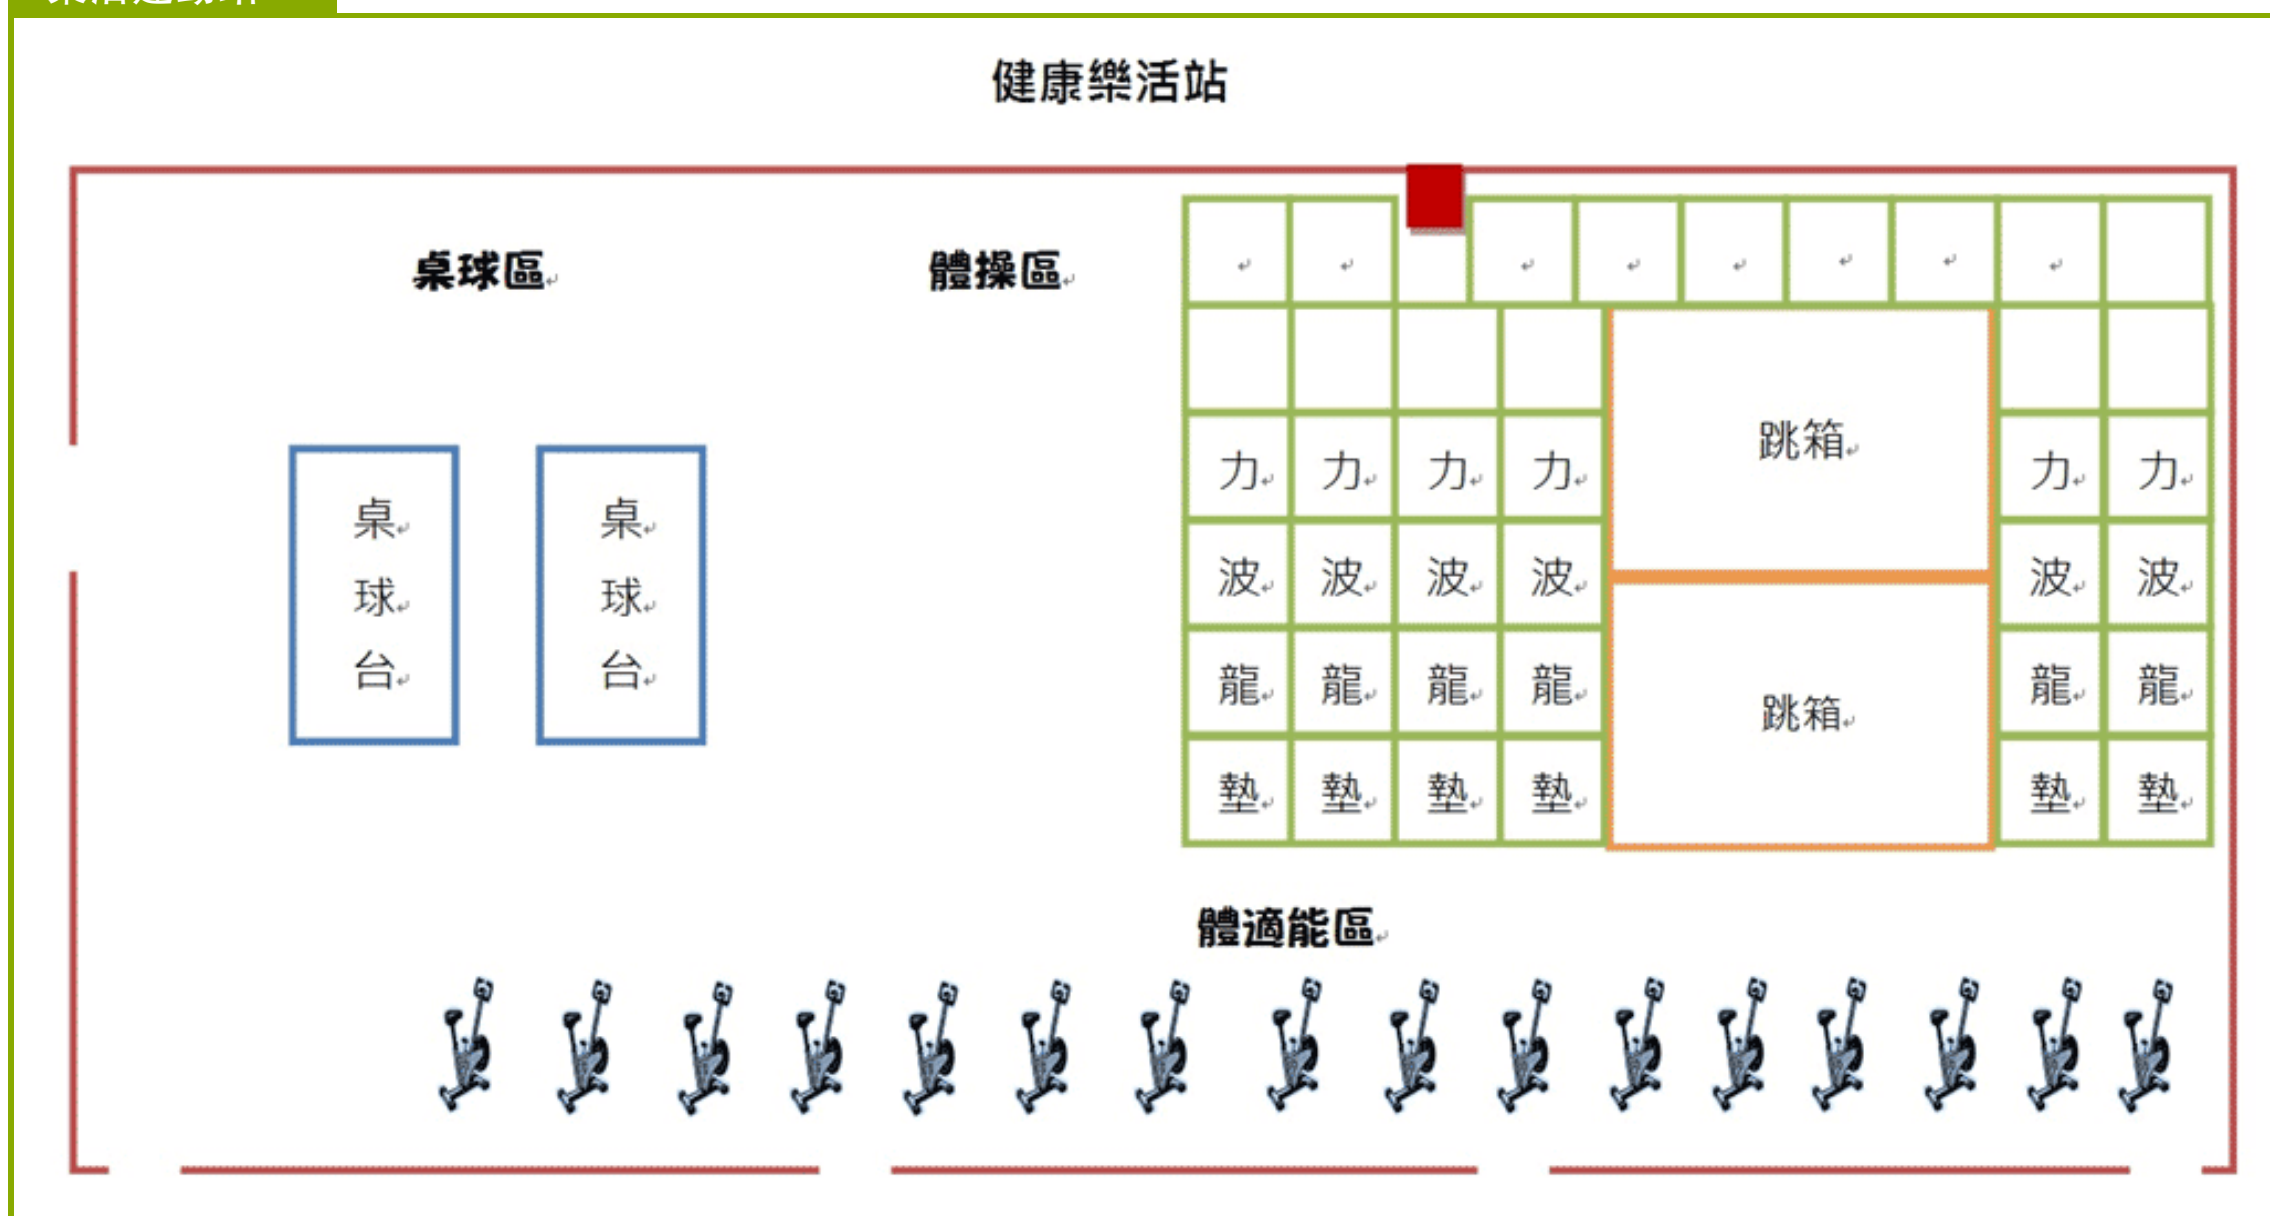 健康樂活站
桌球區
體操區
桌球台
桌球台
跳箱
力 力 力 力 力 力
波 波 波 波 波 波
龍 龍 龍 龍 龍 龍
跳箱
墊 墊 墊 墊 墊 墊
體適能區